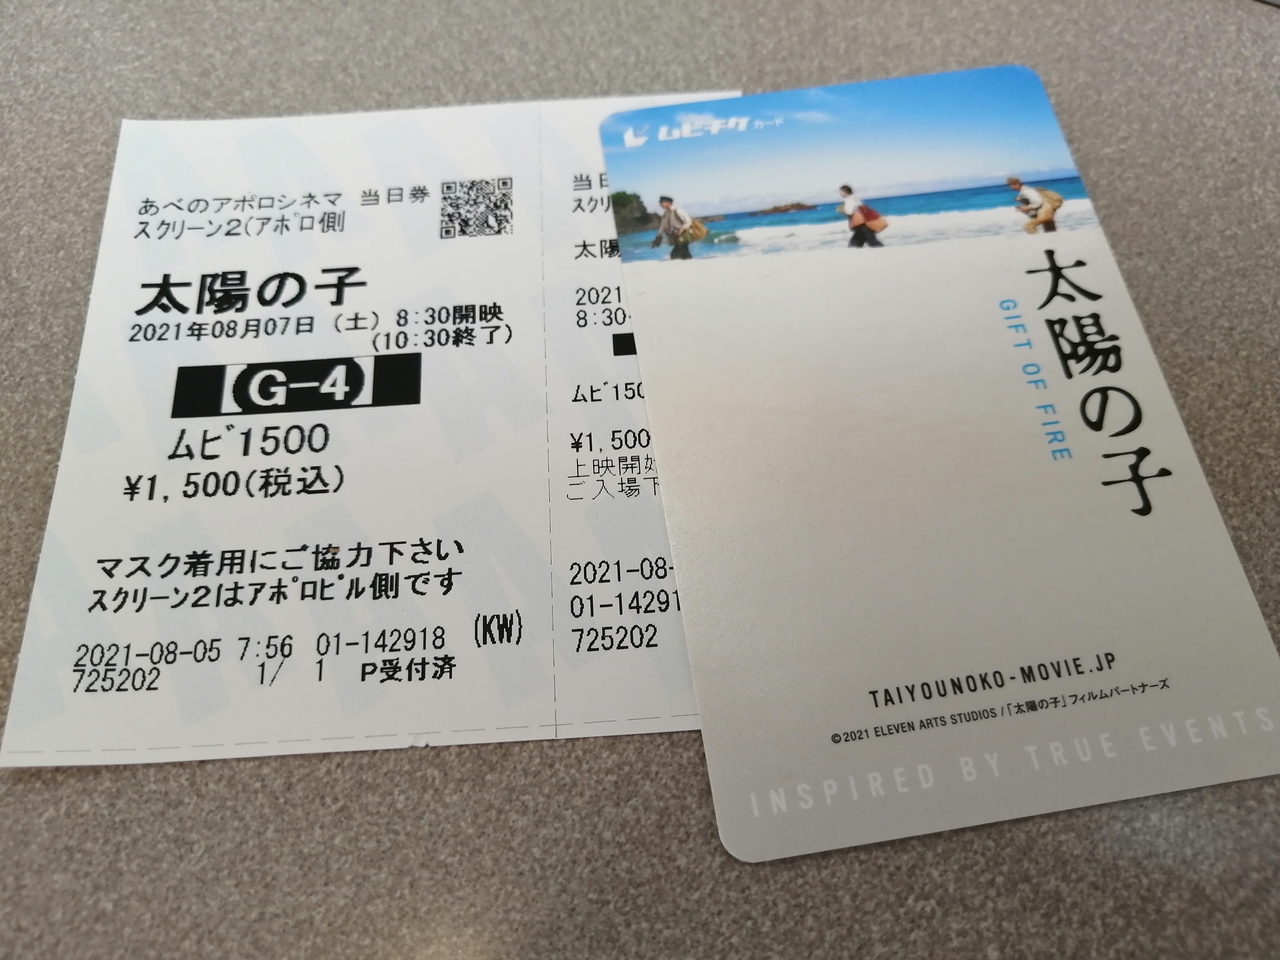 あべのアポロシネマ 当日券
スクリーン2(アポロ側
太陽の子
2021年08月07日 (土) 8:30開映
(10:30終了)
【G-4】
ムビ1500
¥1,500(税込)
マスク着用にご協力下さい
スクリーン2はアポロビル側です
2021-08-05 7:56 01-142918 (KW)
725202 1/ 1 P受付済
当日
スクリ
太陽
2021
8:30
ムビ150
¥1,500
上映開始
ご入場下
2021-08-
01-14291
725202
ムビチケカード
太陽の子
GIFT OF FIRE
TAIYOUNOKO-MOVIE.JP
©2021 ELEVEN ARTS STUDIOS /「太陽の子」フィルムパートナーズ
INSPIRED BY TRUE EVENTS